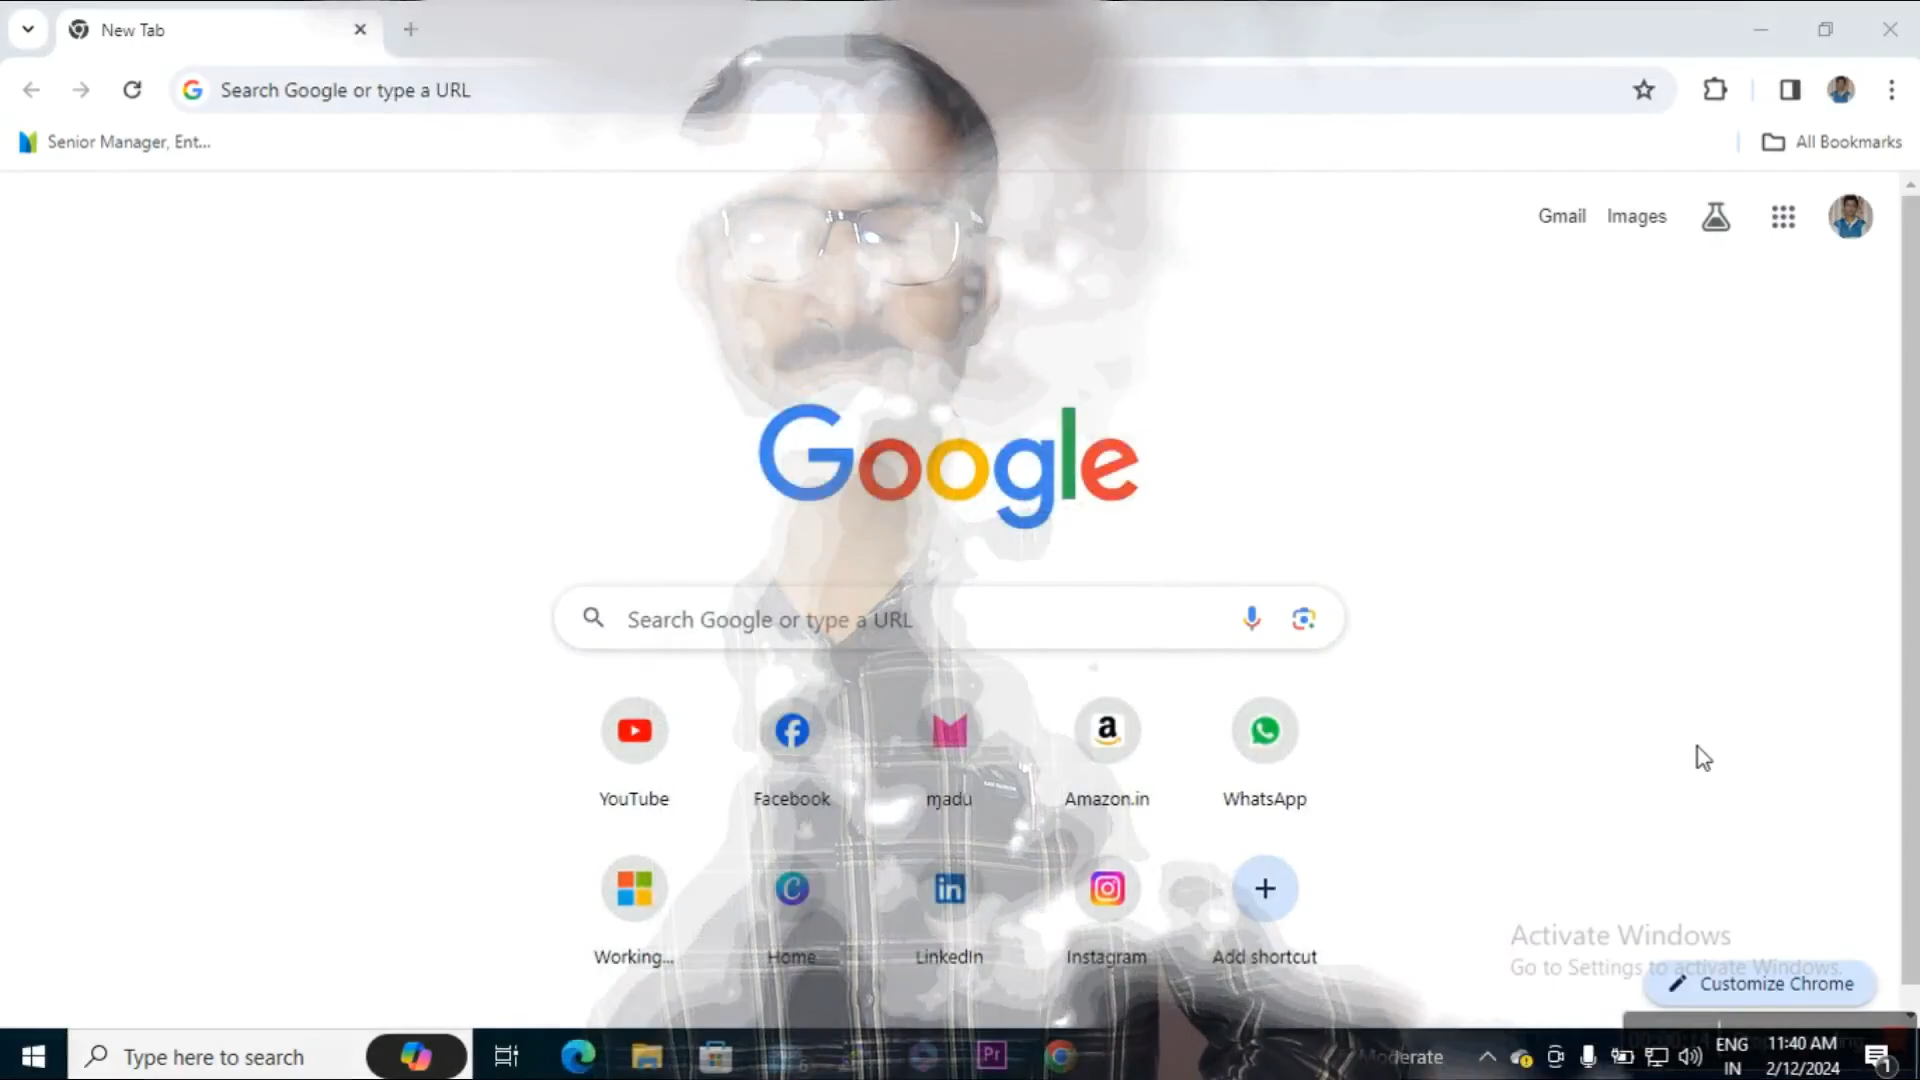 New Tab
Search Google or type a URL
Senior Manager, Ent...
All Bookmarks
Gmail Images
Google
Search Google or type a URL
YouTube Facebook madu Amazon.in WhatsApp
Working... Home LinkedIn Instagram Add shortcut
Activate Windows
Go to Settings to activate Windows.
Customize Chrome
Type here to search
Pr
Moderate
ENG
IN
11:40 AM
2/12/2024
1